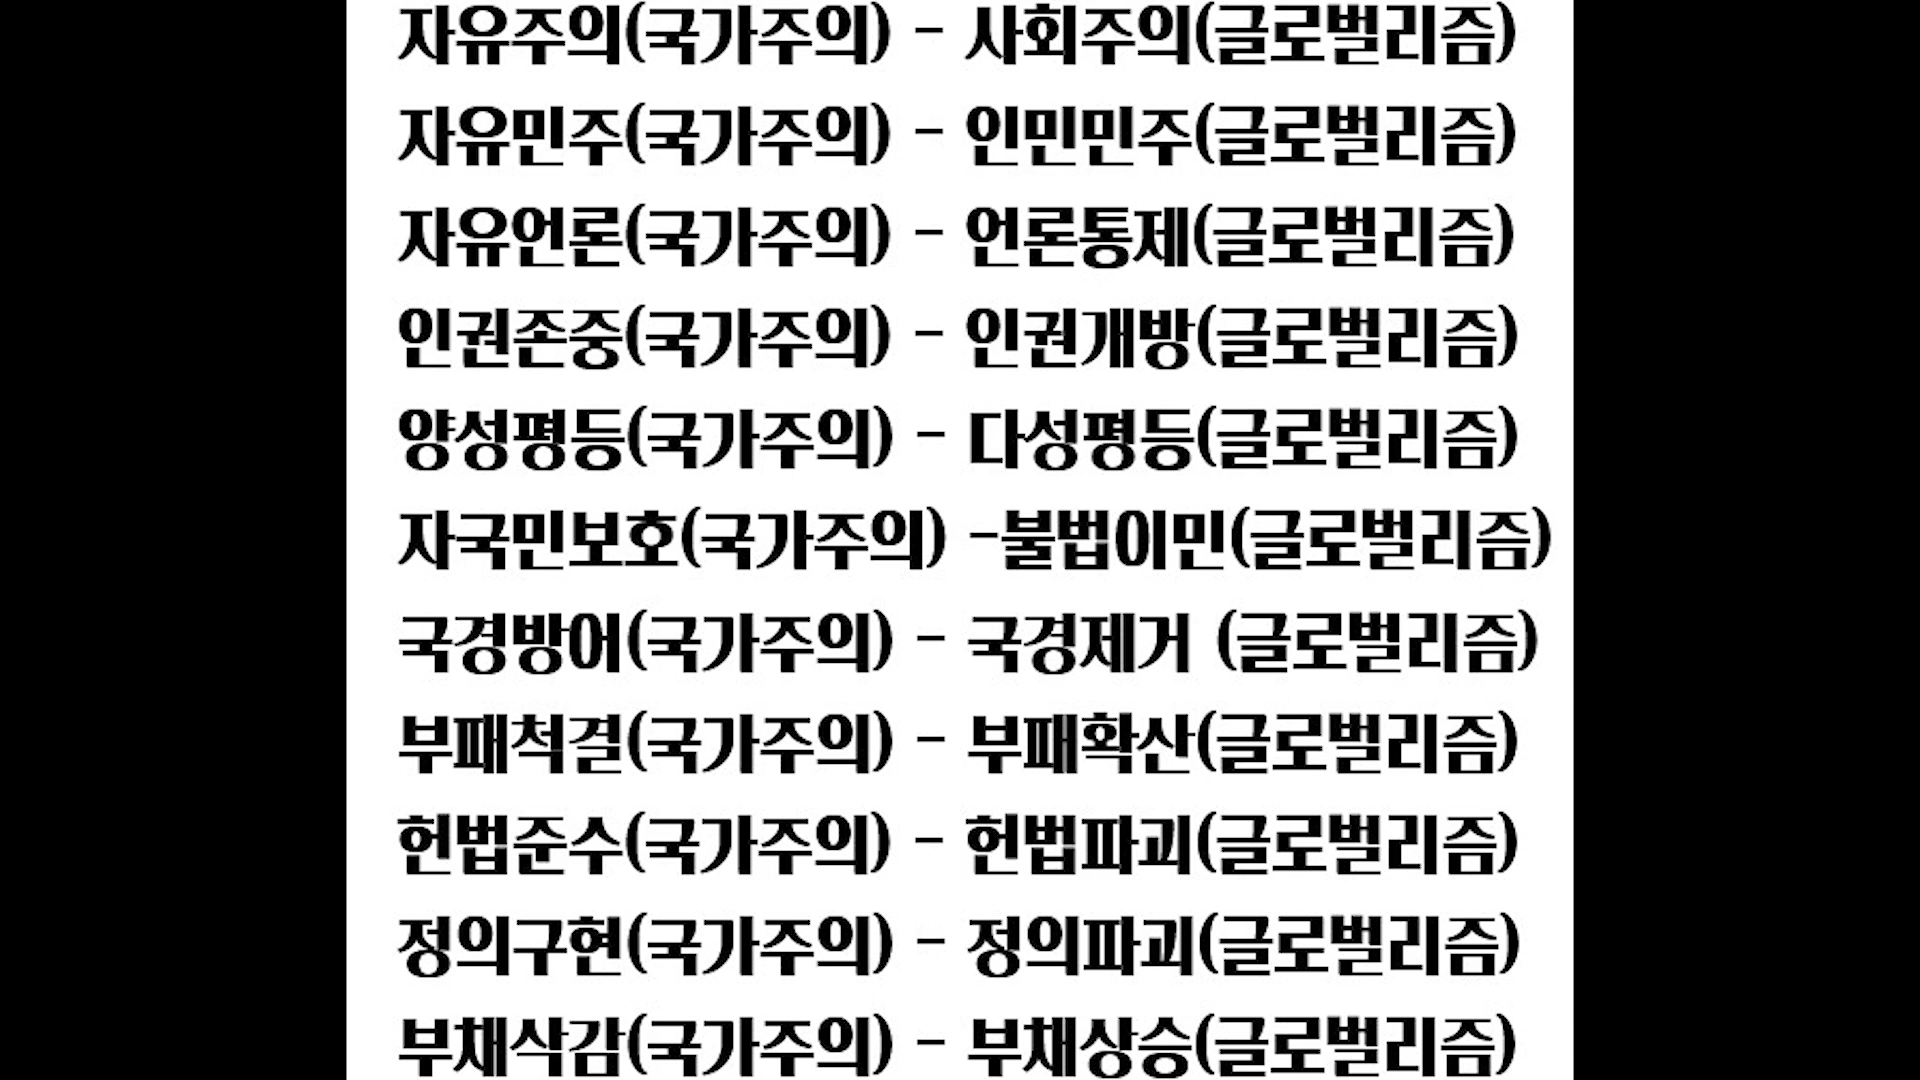 자유주의(국가주의) - 사회주의(글로벌리즘)
자유민주(국가주의) - 인민민주(글로벌리즘)
자유언론(국가주의) - 언론통제(글로벌리즘)
인권존중(국가주의) - 인권개방(글로벌리즘)
양성평등(국가주의) - 다성평등(글로벌리즘)
자국민보호(국가주의) -불법이민(글로벌리즘)
국경방어(국가주의) - 국경제거 (글로벌리즘)
부패척결(국가주의) - 부패확산(글로벌리즘)
헌법준수(국가주의) - 헌법파괴(글로벌리즘)
정의구현(국가주의) - 정의파괴(글로벌리즘)
부채삭감(국가주의) - 부채상승(글로벌리즘)